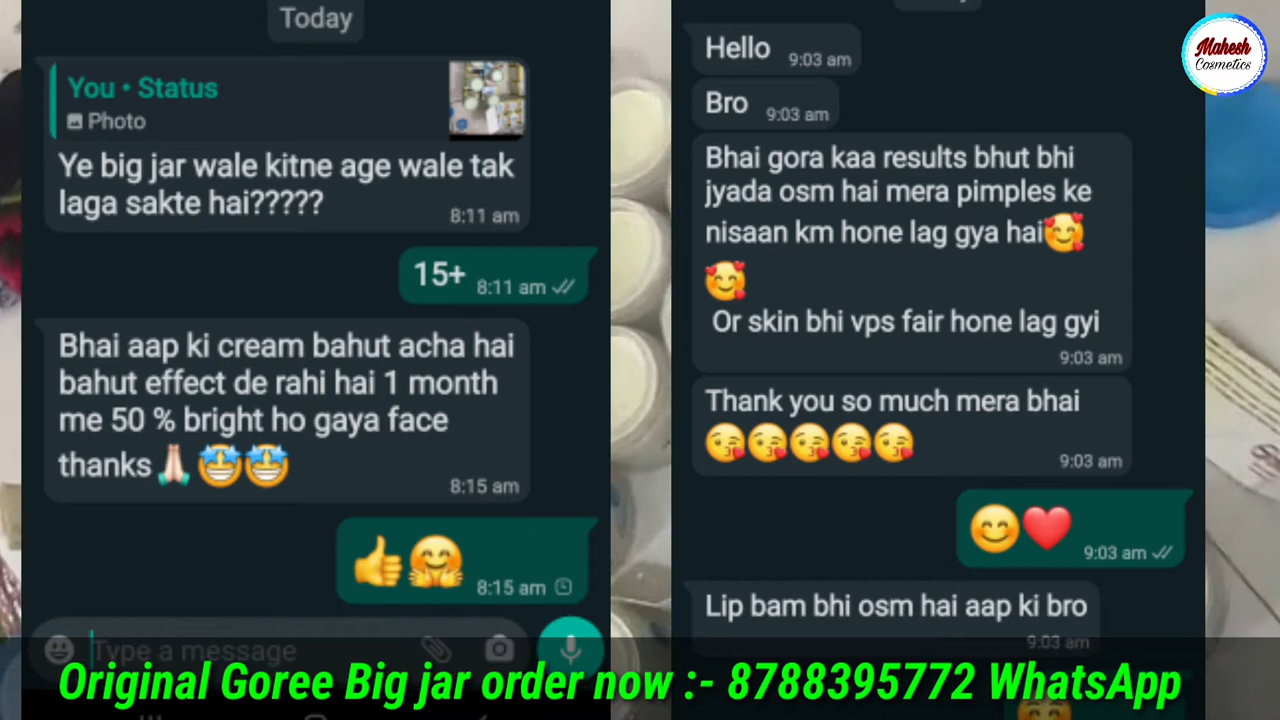 Today
You • Status
Photo
Ye big jar wale kitne age wale tak
laga sakte hai?????
8:11 am
15+
8:11 am
Bhai aap ki cream bahut acha hai
bahut effect de rahi hai 1 month
me 50 % bright ho gaya face
thanks🙏🏻🤩🤩
8:15 am
👍🤗
8:15 am
Type a message
Hello
9:03 am
Bro
9:03 am
Bhai gora kaa results bhut bhi
jyada osm hai mera pimples ke
nisaan km hone lag gya hai🥰
🥰
Or skin bhi vps fair hone lag gyi
9:03 am
Thank you so much mera bhai
😘😘😘😘😘
9:03 am
😊❤️
9:03 am
Lip bam bhi osm hai aap ki bro
9:03 am
Mahesh
Cosmetics
Original Goree Big jar order now :- 8788395772 WhatsApp